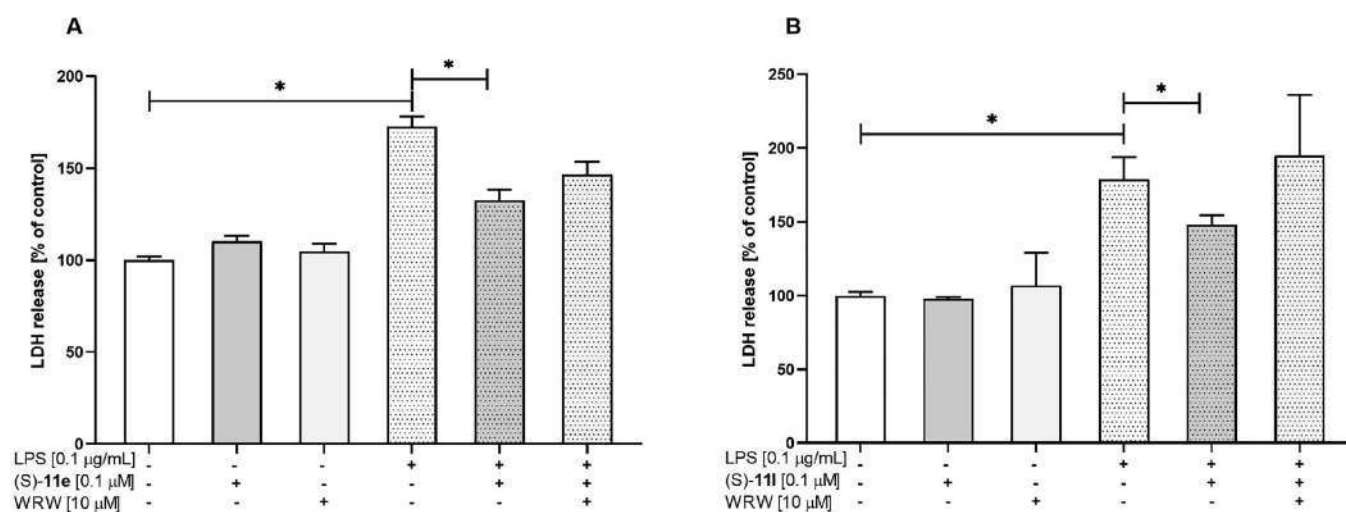 A
LDH release [% of control]
200
150
100
50
0
*
*
LPS [0.1 µg/mL] - - - + + +
(S)-11e [0.1 µM] - + - - + +
WRW [10 µM] - - + - - +
B
LDH release [% of control]
250
200
150
100
50
0
*
*
LPS [0.1 µg/mL] - - - + + +
(S)-11l [0.1 µM] - + - - + +
WRW [10 µM] - - + - - +